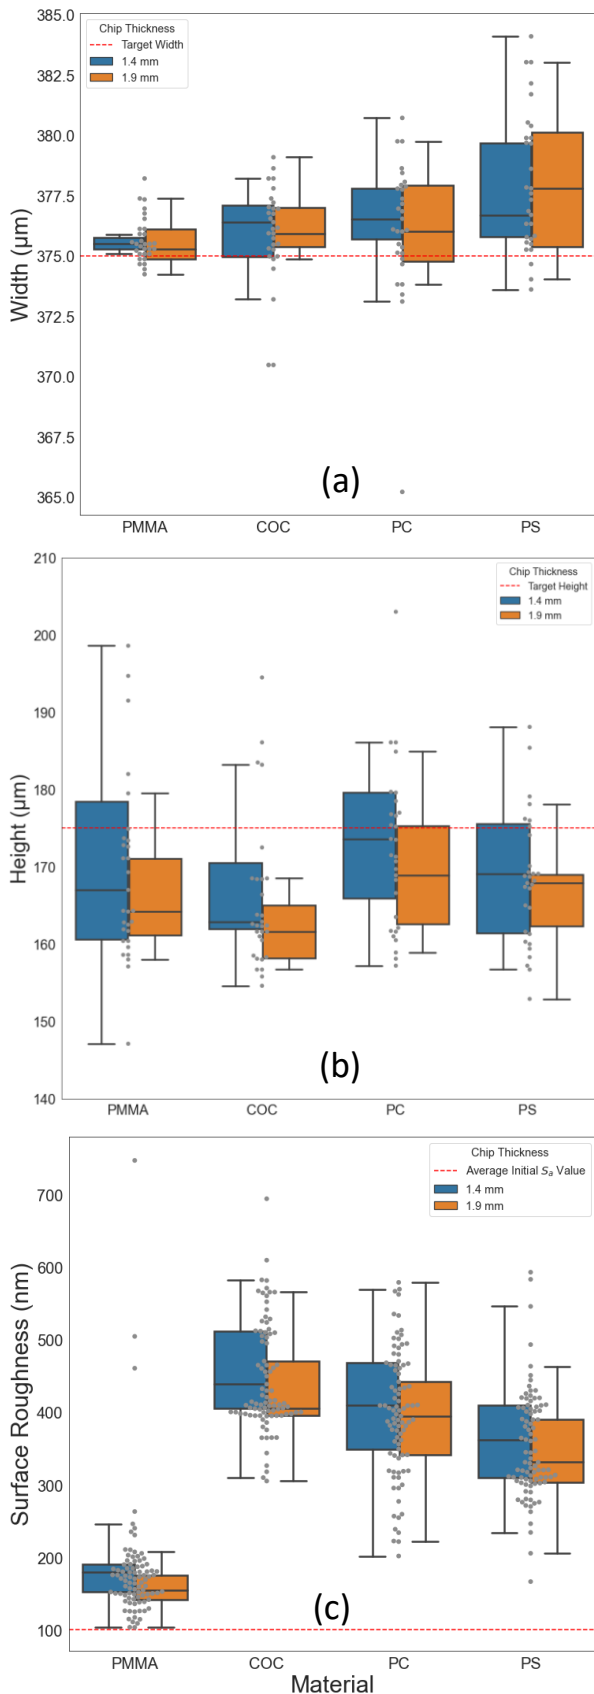 385.0
Chip Thickness
Target Width
1.4 mm
1.9 mm
382.5
380.0
377.5
375.0
372.5
370.0
367.5
365.0
Width (µm)
(a)
PMMA COC PC PS
210
Chip Thickness
Target Height
1.4 mm
1.9 mm
200
190
180
170
160
150
140
Height (µm)
(b)
PMMA COC PC PS
Chip Thickness
Average Initial Sₐ Value
1.4 mm
1.9 mm
700
600
500
400
300
200
100
Surface Roughness (nm)
(c)
PMMA COC PC PS
Material